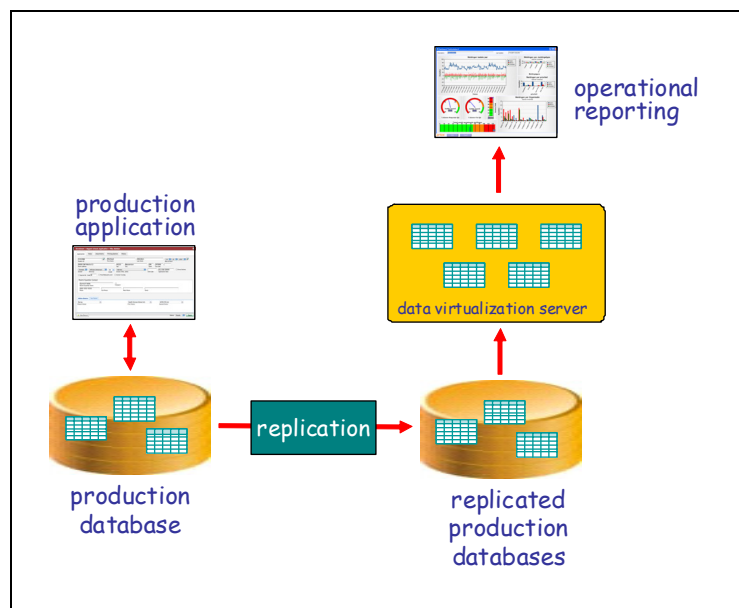 operational
reporting
production
application
data virtualization server
replication
production
database
replicated
production
databases